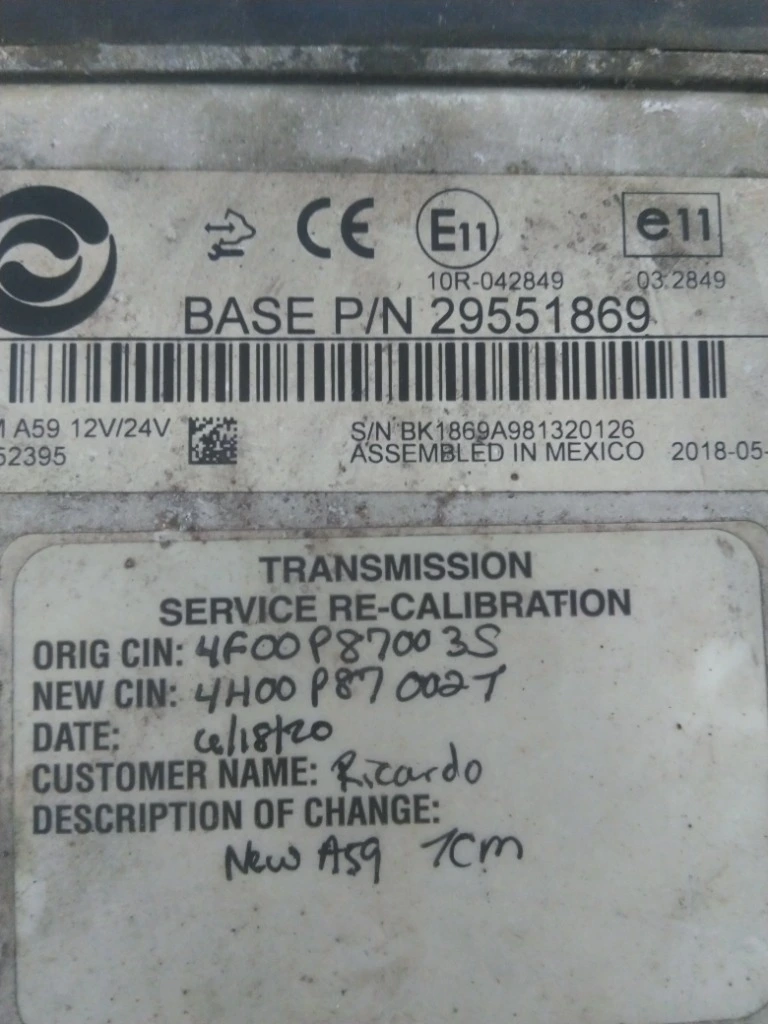 CE E11 e11
10R-042849 03.2849
BASE P/N 29551869
A59 12V/24V S/N BK1869A981320126
52395 ASSEMBLED IN MEXICO 2018-05-
TRANSMISSION
SERVICE RE-CALIBRATION
ORIG CIN: 4F00P87003S
NEW CIN: 4H00P87002T
DATE: 6/18/20
CUSTOMER NAME: Ricardo
DESCRIPTION OF CHANGE:
New A59 TCM